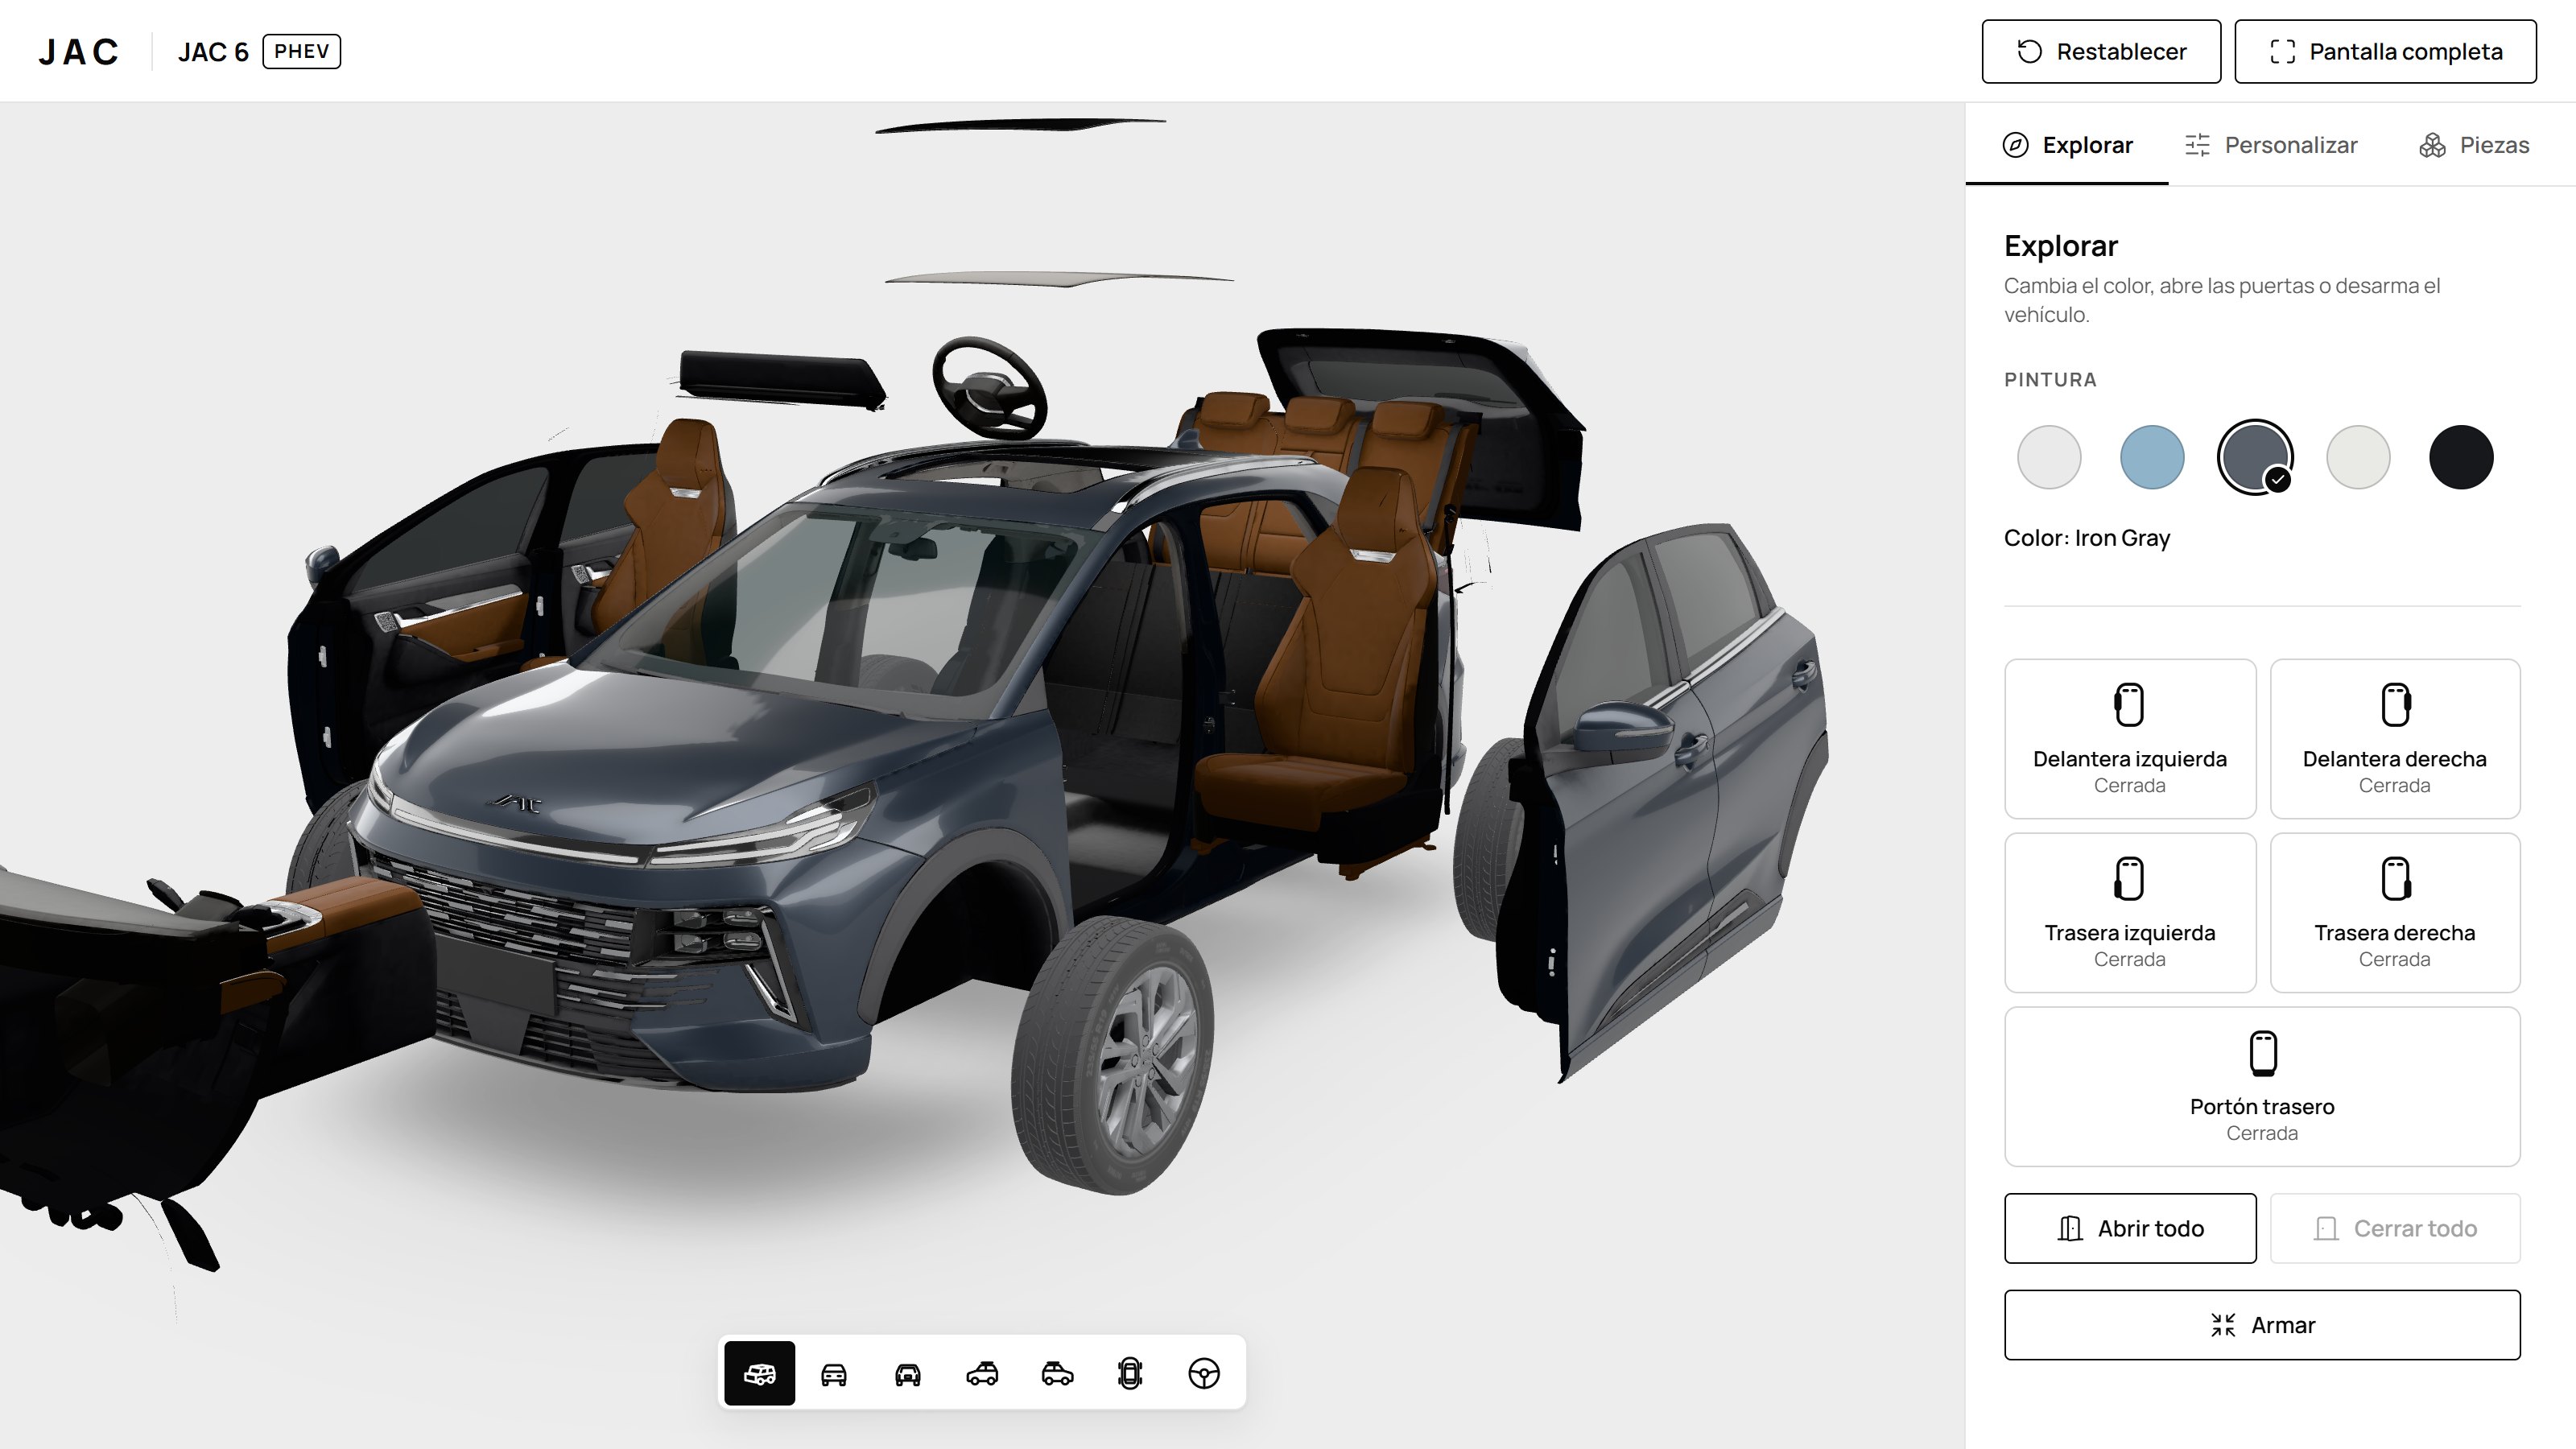 JAC
JAC 6
PHEV
Restablecer
Pantalla completa
Explorar
Personalizar
Piezas
Explorar
Cambia el color, abre las puertas o desarma el
vehículo.
PINTURA
Color: Iron Gray
Delantera izquierda
Cerrada
Delantera derecha
Cerrada
Trasera izquierda
Cerrada
Trasera derecha
Cerrada
Portón trasero
Cerrada
Abrir todo
Cerrar todo
Armar
JAC